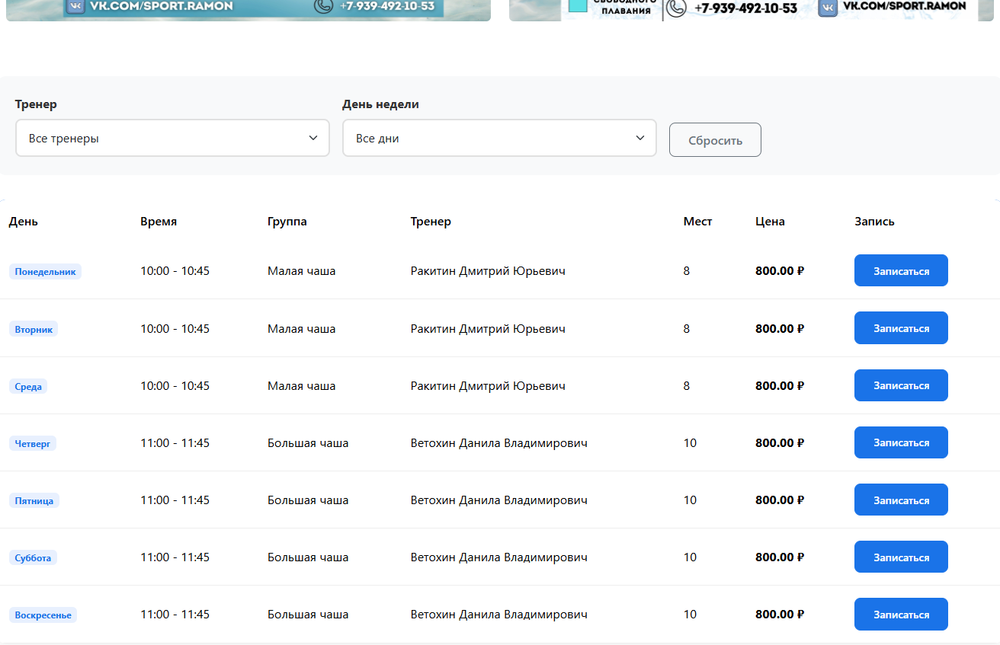 VK.COM/SPORT.RAMON +7-939-492-10-53
ПЛАВАНИЯ +7-939-492-10-53 VK.COM/SPORT.RAMON
Тренер День недели
Все тренеры Все дни Сбросить
День Время Группа Тренер Мест Цена Запись
Понедельник 10:00 - 10:45 Малая чаша Ракитин Дмитрий Юрьевич 8 800.00 ₽ Записаться
Вторник 10:00 - 10:45 Малая чаша Ракитин Дмитрий Юрьевич 8 800.00 ₽ Записаться
Среда 10:00 - 10:45 Малая чаша Ракитин Дмитрий Юрьевич 8 800.00 ₽ Записаться
Четверг 11:00 - 11:45 Большая чаша Ветохин Данила Владимирович 10 800.00 ₽ Записаться
Пятница 11:00 - 11:45 Большая чаша Ветохин Данила Владимирович 10 800.00 ₽ Записаться
Суббота 11:00 - 11:45 Большая чаша Ветохин Данила Владимирович 10 800.00 ₽ Записаться
Воскресенье 11:00 - 11:45 Большая чаша Ветохин Данила Владимирович 10 800.00 ₽ Записаться